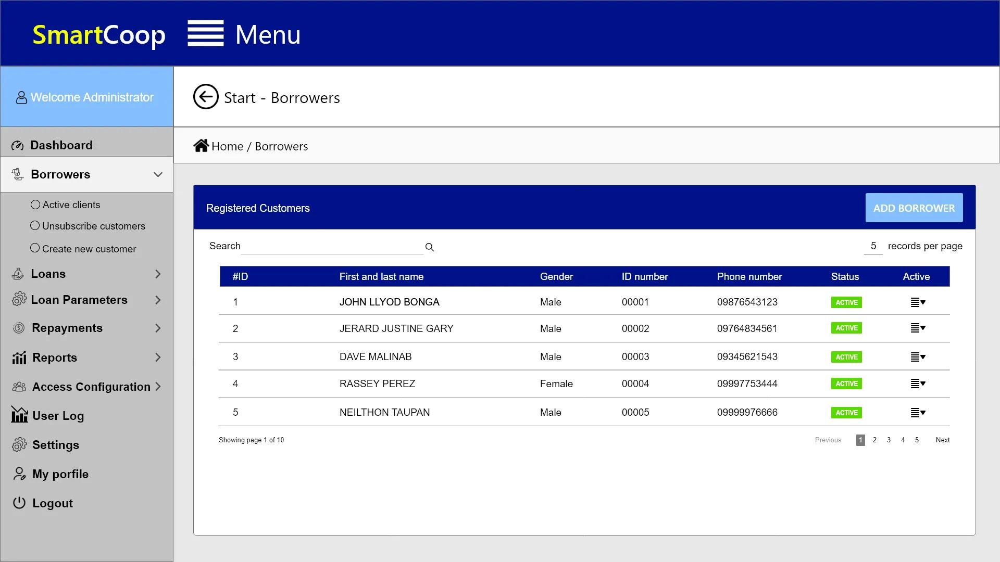 SmartCoop Menu
Welcome Administrator
Start - Borrowers
Home / Borrowers
Dashboard
Borrowers
Active clients
Unsubscribe customers
Create new customer
Loans
Loan Parameters
Repayments
Reports
Access Configuration
User Log
Settings
My porfile
Logout
Registered Customers ADD BORROWER
Search 5 records per page
#ID First and last name Gender ID number Phone number Status Active
1 JOHN LLYOD BONGA Male 00001 09876543123 ACTIVE
2 JERARD JUSTINE GARY Male 00002 09764834561 ACTIVE
3 DAVE MALINAB Male 00003 09345621543 ACTIVE
4 RASSEY PEREZ Female 00004 09997753444 ACTIVE
5 NEILTHON TAUPAN Male 00005 09999976666 ACTIVE
Showing page 1 of 10 Previous 1 2 3 4 5 Next